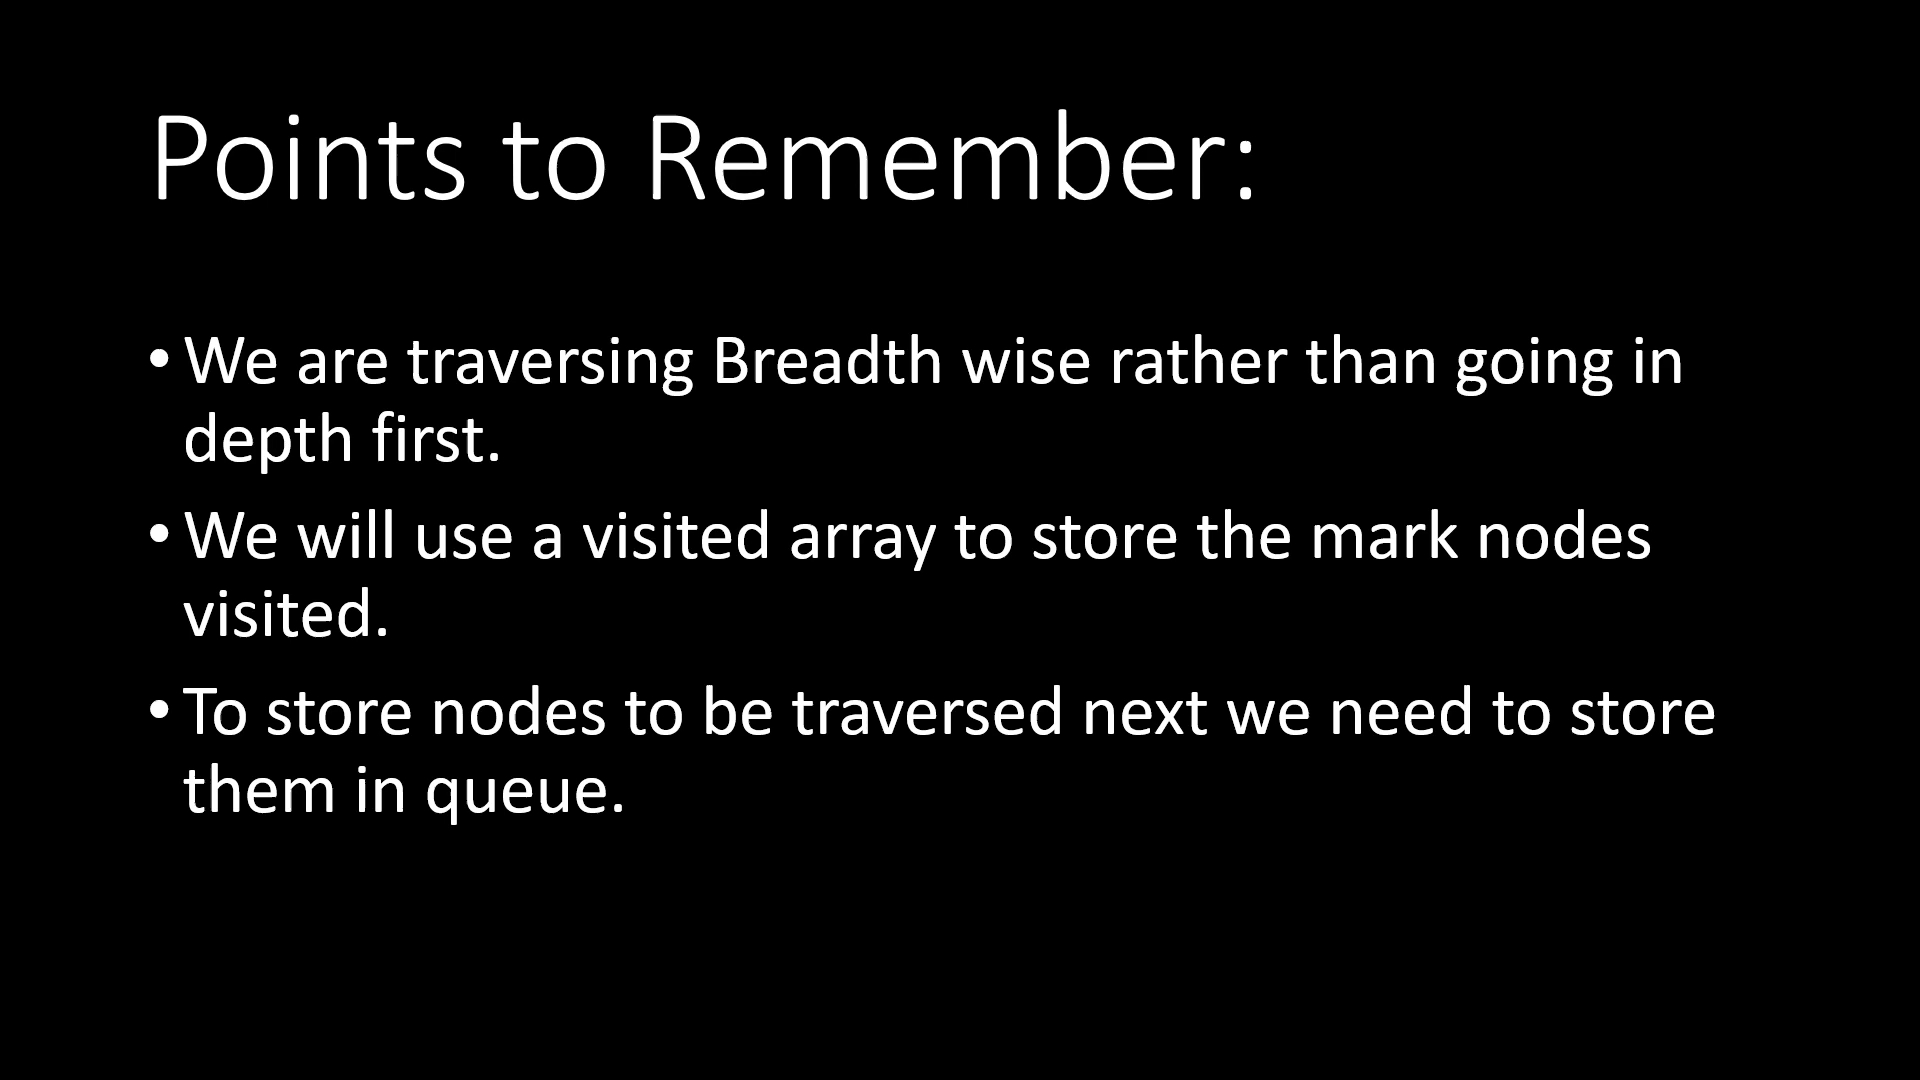 Points to Remember:
• We are traversing Breadth wise rather than going in
depth first.
• We will use a visited array to store the mark nodes
visited.
• To store nodes to be traversed next we need to store
them in queue.